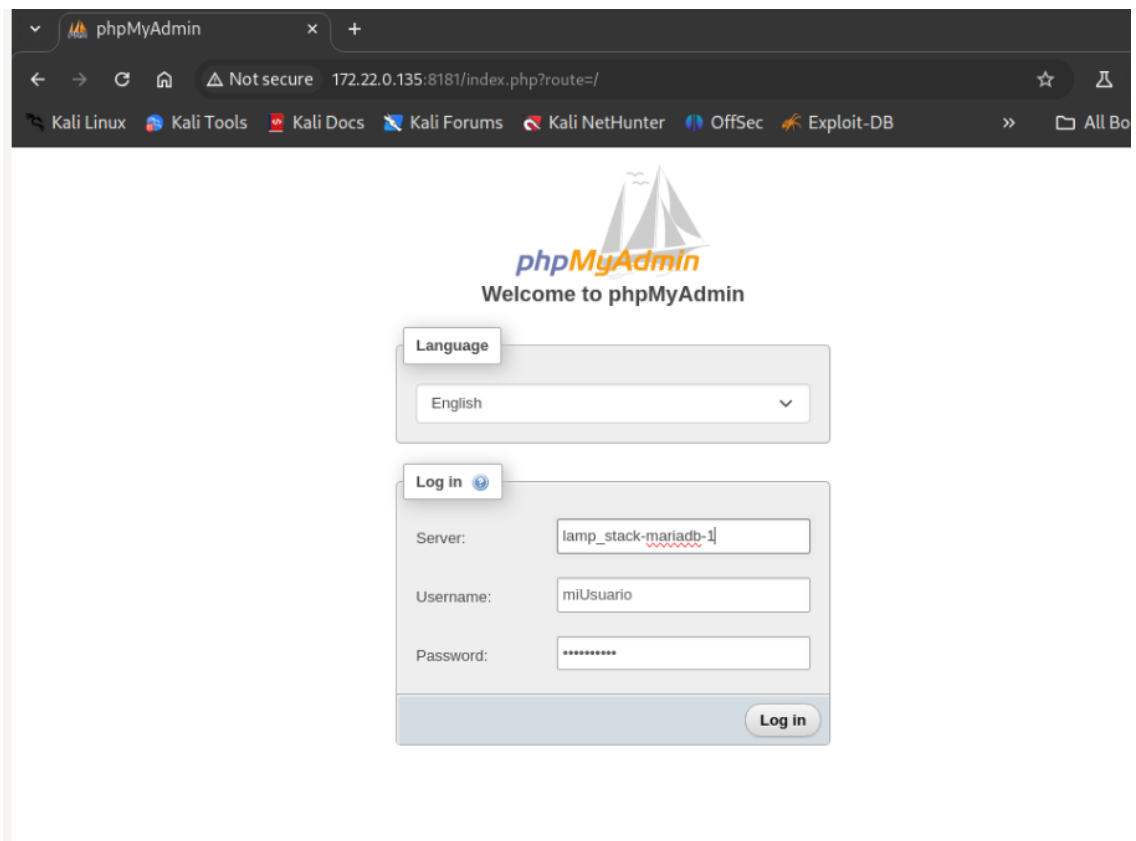 phpMyAdmin
Not secure 172.22.0.135:8181/index.php?route=/
Kali Linux Kali Tools Kali Docs Kali Forums Kali NetHunter OffSec Exploit-DB » All Bo
phpMyAdmin
Welcome to phpMyAdmin
Language
English
Log in
Server: lamp_stack-mariadb-1
Username: miUsuario
Password: ••••••••••
Log in